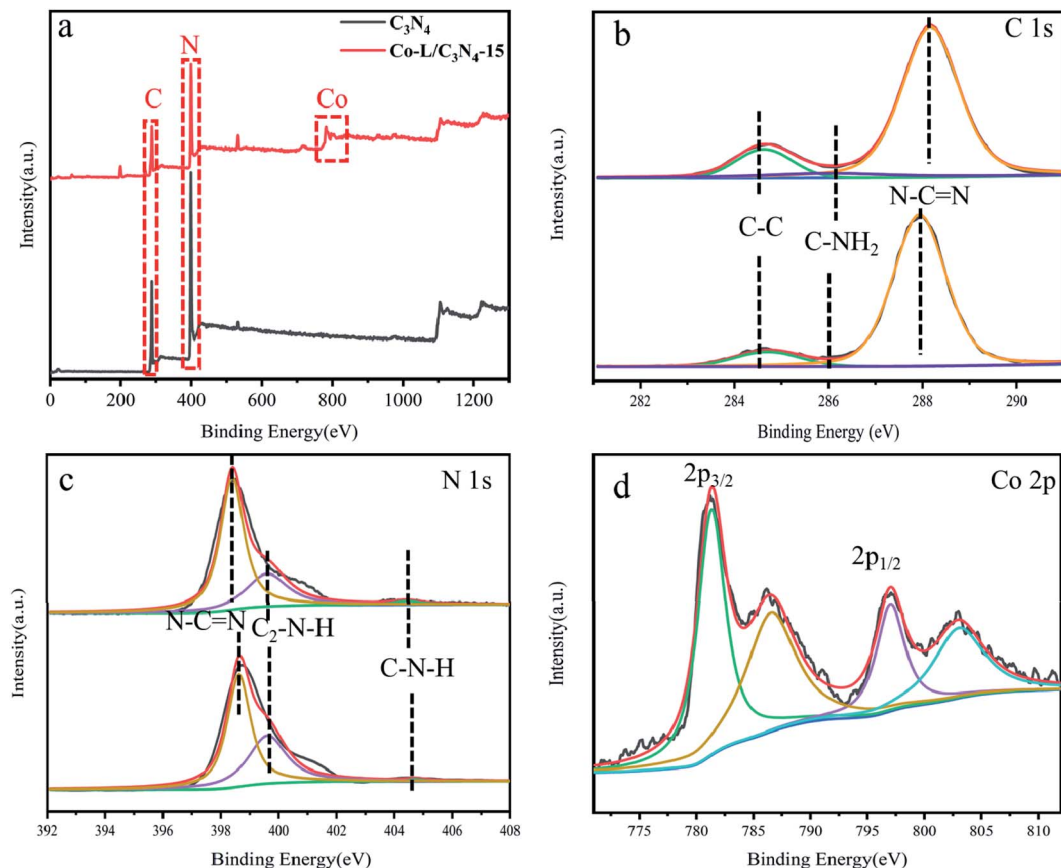 a
C₃N₄
Co-L/C₃N₄-15
C
N
Co
Intensity(a.u.)
0 200 400 600 800 1000 1200
Binding Energy(eV)
b
C 1s
C-C
C-NH₂
N-C=N
Intensity(a.u.)
282 284 286 288 290
Binding Energy (eV)
c
N 1s
N-C=N
C₂-N-H
C-N-H
Intensity(a.u.)
392 394 396 398 400 402 404 406 408
Binding Energy(eV)
d
Co 2p
2p₃/₂
2p₁/₂
Intensity(a.u.)
775 780 785 790 795 800 805 810
Binding Energy(eV)